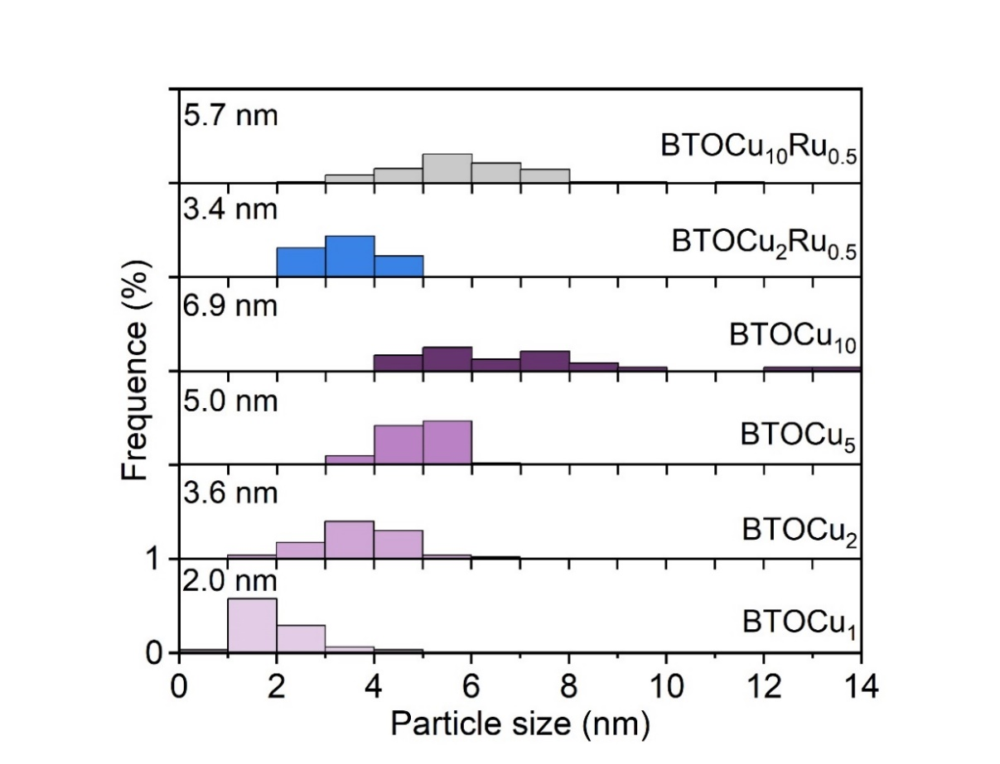 5.7 nm
BTOCu₁₀Ru₀.₅
3.4 nm
BTOCu₂Ru₀.₅
6.9 nm
BTOCu₁₀
5.0 nm
BTOCu₅
3.6 nm
BTOCu₂
1
2.0 nm
BTOCu₁
0
0 2 4 6 8 10 12 14
Particle size (nm)
Frequence (%)